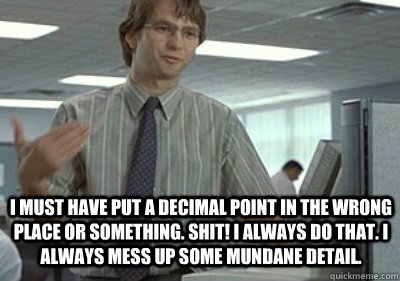 I MUST HAVE PUT A DECIMAL POINT IN THE WRONG
PLACE OR SOMETHING. SHIT! I ALWAYS DO THAT. I
ALWAYS MESS UP SOME MUNDANE DETAIL.
quickmeme.com